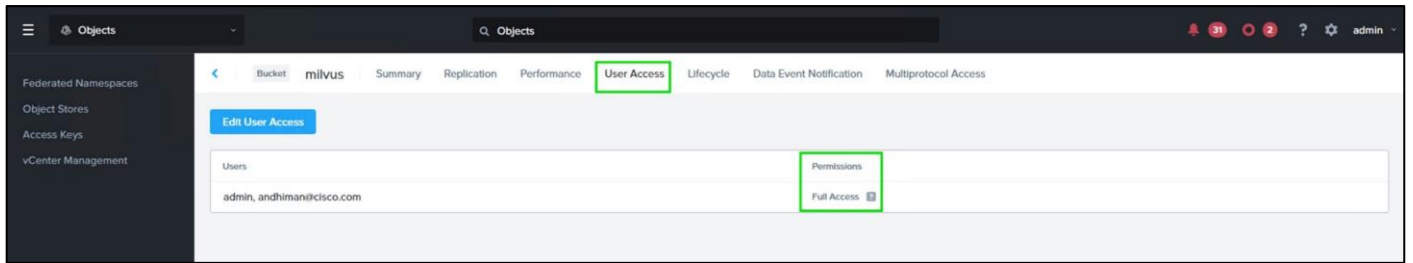 Objects
Objects
31
2
?
admin
Federated Namespaces
Object Stores
Access Keys
vCenter Management
Bucket milvus Summary Replication Performance User Access Lifecycle Data Event Notification Multiprotocol Access
Edit User Access
Users Permissions
admin, andhiman@cisco.com Full Access ?